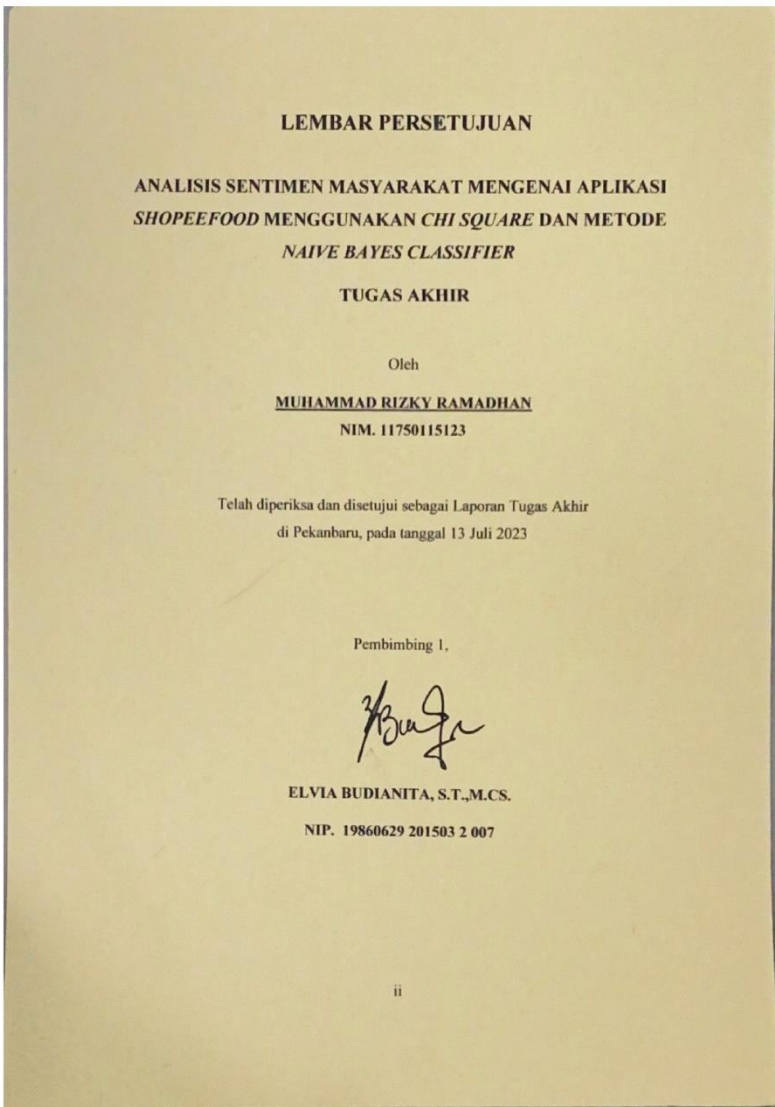 LEMBAR PERSETUJUAN
ANALISIS SENTIMEN MASYARAKAT MENGENAI APLIKASI
SHOPEEFOOD MENGGUNAKAN CHI SQUARE DAN METODE
NAIVE BAYES CLASSIFIER
TUGAS AKHIR
Oleh
MUHAMMAD RIZKY RAMADHAN
NIM. 11750115123
Telah diperiksa dan disetujui sebagai Laporan Tugas Akhir
di Pekanbaru, pada tanggal 13 Juli 2023
Pembimbing 1,
ELVIA BUDIANITA, S.T.,M.CS.
NIP. 19860629 201503 2 007
ii